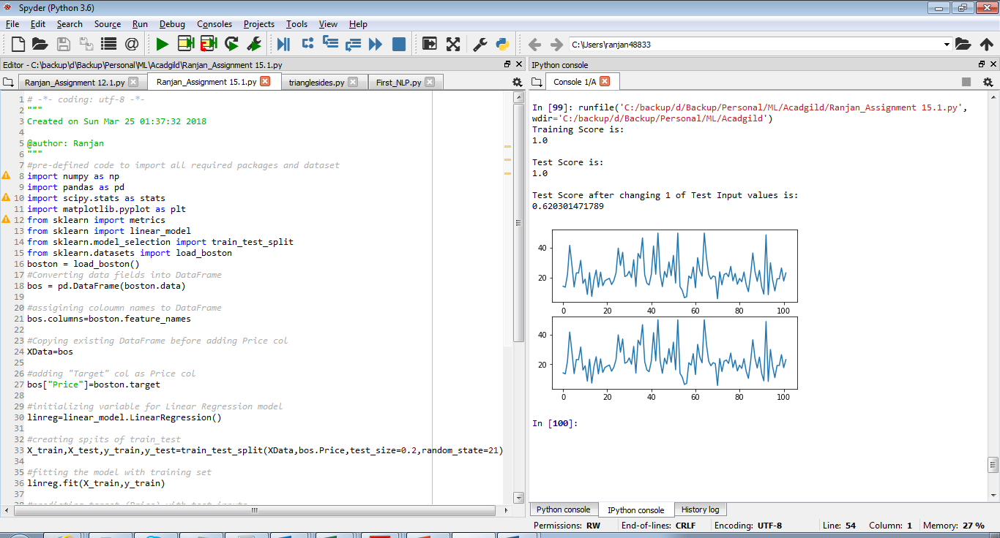 Spyder (Python 3.6)
File Edit Search Source Run Debug Consoles Projects Tools View Help
C:\Users\ranjan48833
Editor - C:\backup\d\Backup\Personal\ML\Acadgild\Ranjan_Assignment 15.1.py
Ranjan_Assignment 12.1.py Ranjan_Assignment 15.1.py trianglesides.py First_NLP.py
1 # -*- coding: utf-8 -*-
2 """
3 Created on Sun Mar 25 01:37:32 2018
4
5 @author: Ranjan
6 """
7 #pre-defined code to import all required packages and dataset
8 import numpy as np
9 import pandas as pd
10 import scipy.stats as stats
11 import matplotlib.pyplot as plt
12 from sklearn import metrics
13 from sklearn import linear_model
14 from sklearn.model_selection import train_test_split
15 from sklearn.datasets import load_boston
16 boston = load_boston()
17 #Converting data fields into DataFrame
18 bos = pd.DataFrame(boston.data)
19
20 #assigining coloumn names to DataFrame
21 bos.columns=boston.feature_names
22
23 #Copying existing DataFrame before adding Price col
24 XData=bos
25
26 #adding "Target" col as Price col
27 bos["Price"]=boston.target
28
29 #initializing variable for Linear Regression model
30 linreg=linear_model.LinearRegression()
31
32 #creating sp;its of train_test
33 X_train,X_test,y_train,y_test=train_test_split(XData,bos.Price,test_size=0.2,random_state=21)
34
35 #fitting the model with training set
36 linreg.fit(X_train,y_train)
37
IPython console
Console 1/A
In [99]: runfile('C:/backup/d/Backup/Personal/ML/Acadgild/Ranjan_Assignment 15.1.py',
wdir='C:/backup/d/Backup/Personal/ML/Acadgild')
Training Score is:
1.0
Test Score is:
1.0
Test Score after changing 1 of Test Input values is:
0.620301471789
40
20
0 20 40 60 80 100
40
20
0 20 40 60 80 100
In [100]:
Python console IPython console History log
Permissions: RW End-of-lines: CRLF Encoding: UTF-8 Line: 54 Column: 1 Memory: 27 %